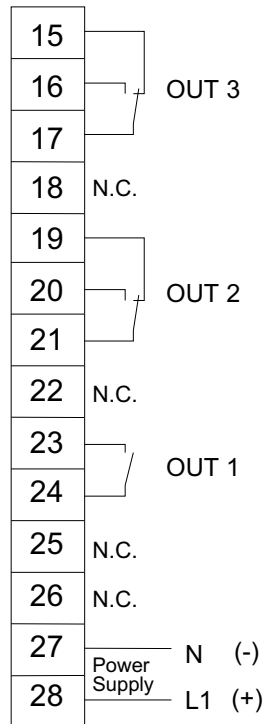 15
16 OUT 3
17
18 N.C.
19
20 OUT 2
21
22 N.C.
23
OUT 1
24
25 N.C.
26 N.C.
27 N (-)
Power
Supply
28 L1 (+)